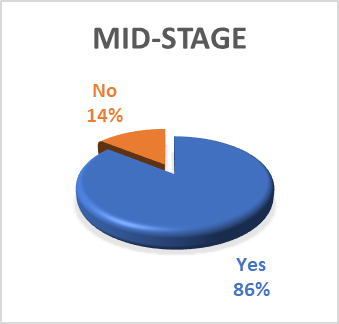 MID-STAGE
No
14%
Yes
86%